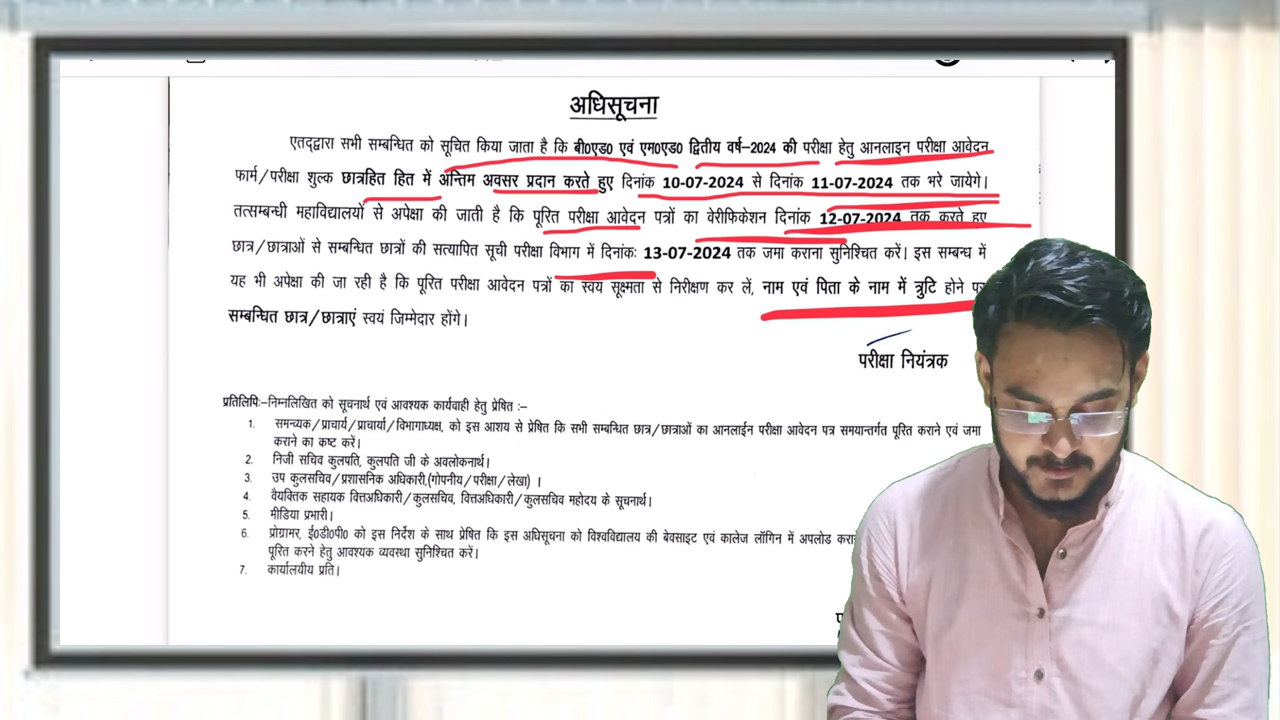 अधिसूचना
एतद्द्वारा सभी सम्बन्धित को सूचित किया जाता है कि बी0एड0 एवं एम0एड0 द्वितीय वर्ष–2024 की परीक्षा हेतु आनलाइन परीक्षा आवेदन
फार्म/परीक्षा शुल्क छात्रहित हित में अन्तिम अवसर प्रदान करते हुए दिनांक 10-07-2024 से दिनांक 11-07-2024 तक भरे जायेगे।
तत्सम्बन्धी महाविद्यालयों से अपेक्षा की जाती है कि पूरित परीक्षा आवेदन पत्रों का वेरीफिकेशन दिनांक 12-07-2024 तक करते हुए
छात्र/छात्राओं से सम्बन्धित छात्रों की सत्यापित सूची परीक्षा विभाग में दिनांकः 13-07-2024 तक जमा कराना सुनिश्चित करें। इस सम्बन्ध में
यह भी अपेक्षा की जा रही है कि पूरित परीक्षा आवेदन पत्रों का स्वयं सूक्ष्मता से निरीक्षण कर लें, नाम एवं पिता के नाम में त्रुटि होने
सम्बन्धित छात्र/छात्राएं स्वयं जिम्मेदार होंगे।
परीक्षा नियंत्रक
प्रतिलिपिः–निम्नलिखित को सूचनार्थ एवं आवश्यक कार्यवाही हेतु प्रेषित :–
1. समन्व्यक/प्राचार्य/प्राचार्या/विभागाध्यक्ष, को इस आशय से प्रेषित कि सभी सम्बन्धित छात्र/छात्राओं का आनलाईन परीक्षा आवेदन पत्र समयान्तर्गत पूरित कराने एवं जमा
कराने का कष्ट करें।
2. निजी सचिव कुलपति, कुलपति जी के अवलोकनार्थ।
3. उप कुलसचिव/प्रशासनिक अधिकारी,(गोपनीय/परीक्षा/लेखा) ।
4. वैयक्तिक सहायक वित्तअधिकारी/कुलसचिव, वित्तअधिकारी/कुलसचिव महोदय के सूचनार्थ।
5. मीडिया प्रभारी।
6. प्रोग्रामर, ई0डी0पी0 को इस निर्देश के साथ प्रेषित कि इस अधिसूचना को विश्वविद्यालय की बेवसाइट एवं कालेज लॉगिन में अपलोड
पूरित करने हेतु आवश्यक व्यवस्था सुनिश्चित करें।
7. कार्यालयीय प्रति।